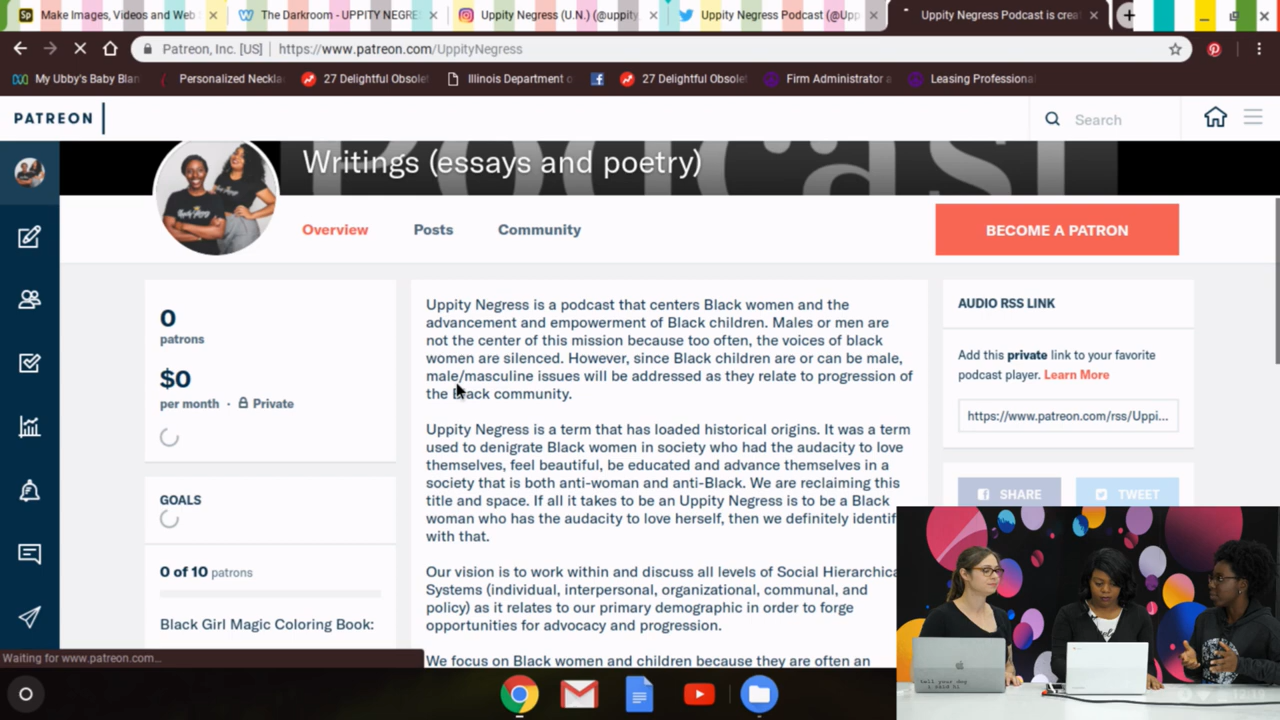 Make Images, Videos and Web
The Darkroom - UPPITY NEGRE
Uppity Negress (U.N.) (@uppity_
Uppity Negress Podcast (@Upp
Uppity Negress Podcast is crea
Patreon, Inc. [US] | https://www.patreon.com/UppityNegress
My Ubby's Baby Blan
Personalized Neckla
27 Delightful Obsole
Illinois Department o
27 Delightful Obsole
Firm Administrator a
Leasing Professiona
PATREON
Search
Podcast
Writings (essays and poetry)
Overview
Posts
Community
BECOME A PATRON
0
patrons
$0
per month · Private
GOALS
0 of 10 patrons
Black Girl Magic Coloring Book:
Uppity Negress is a podcast that centers Black women and the
advancement and empowerment of Black children. Males or men are
not the center of this mission because too often, the voices of black
women are silenced. However, since Black children are or can be male,
male/masculine issues will be addressed as they relate to progression of
the Black community.
Uppity Negress is a term that has loaded historical origins. It was a term
used to denigrate Black women in society who had the audacity to love
themselves, feel beautiful, be educated and advance themselves in a
society that is both anti-woman and anti-Black. We are reclaiming this
title and space. If all it takes to be an Uppity Negress is to be a Black
woman who has the audacity to love herself, then we definitely identif
with that.
Our vision is to work within and discuss all levels of Social Hierarchica
Systems (individual, interpersonal, organizational, communal, and
policy) as it relates to our primary demographic in order to forge
opportunities for advocacy and progression.
We focus on Black women and children because they are often an
AUDIO RSS LINK
Add this private link to your favorite
podcast player. Learn More
https://www.patreon.com/rss/Uppi...
SHARE
TWEET
Waiting for www.patreon.com...